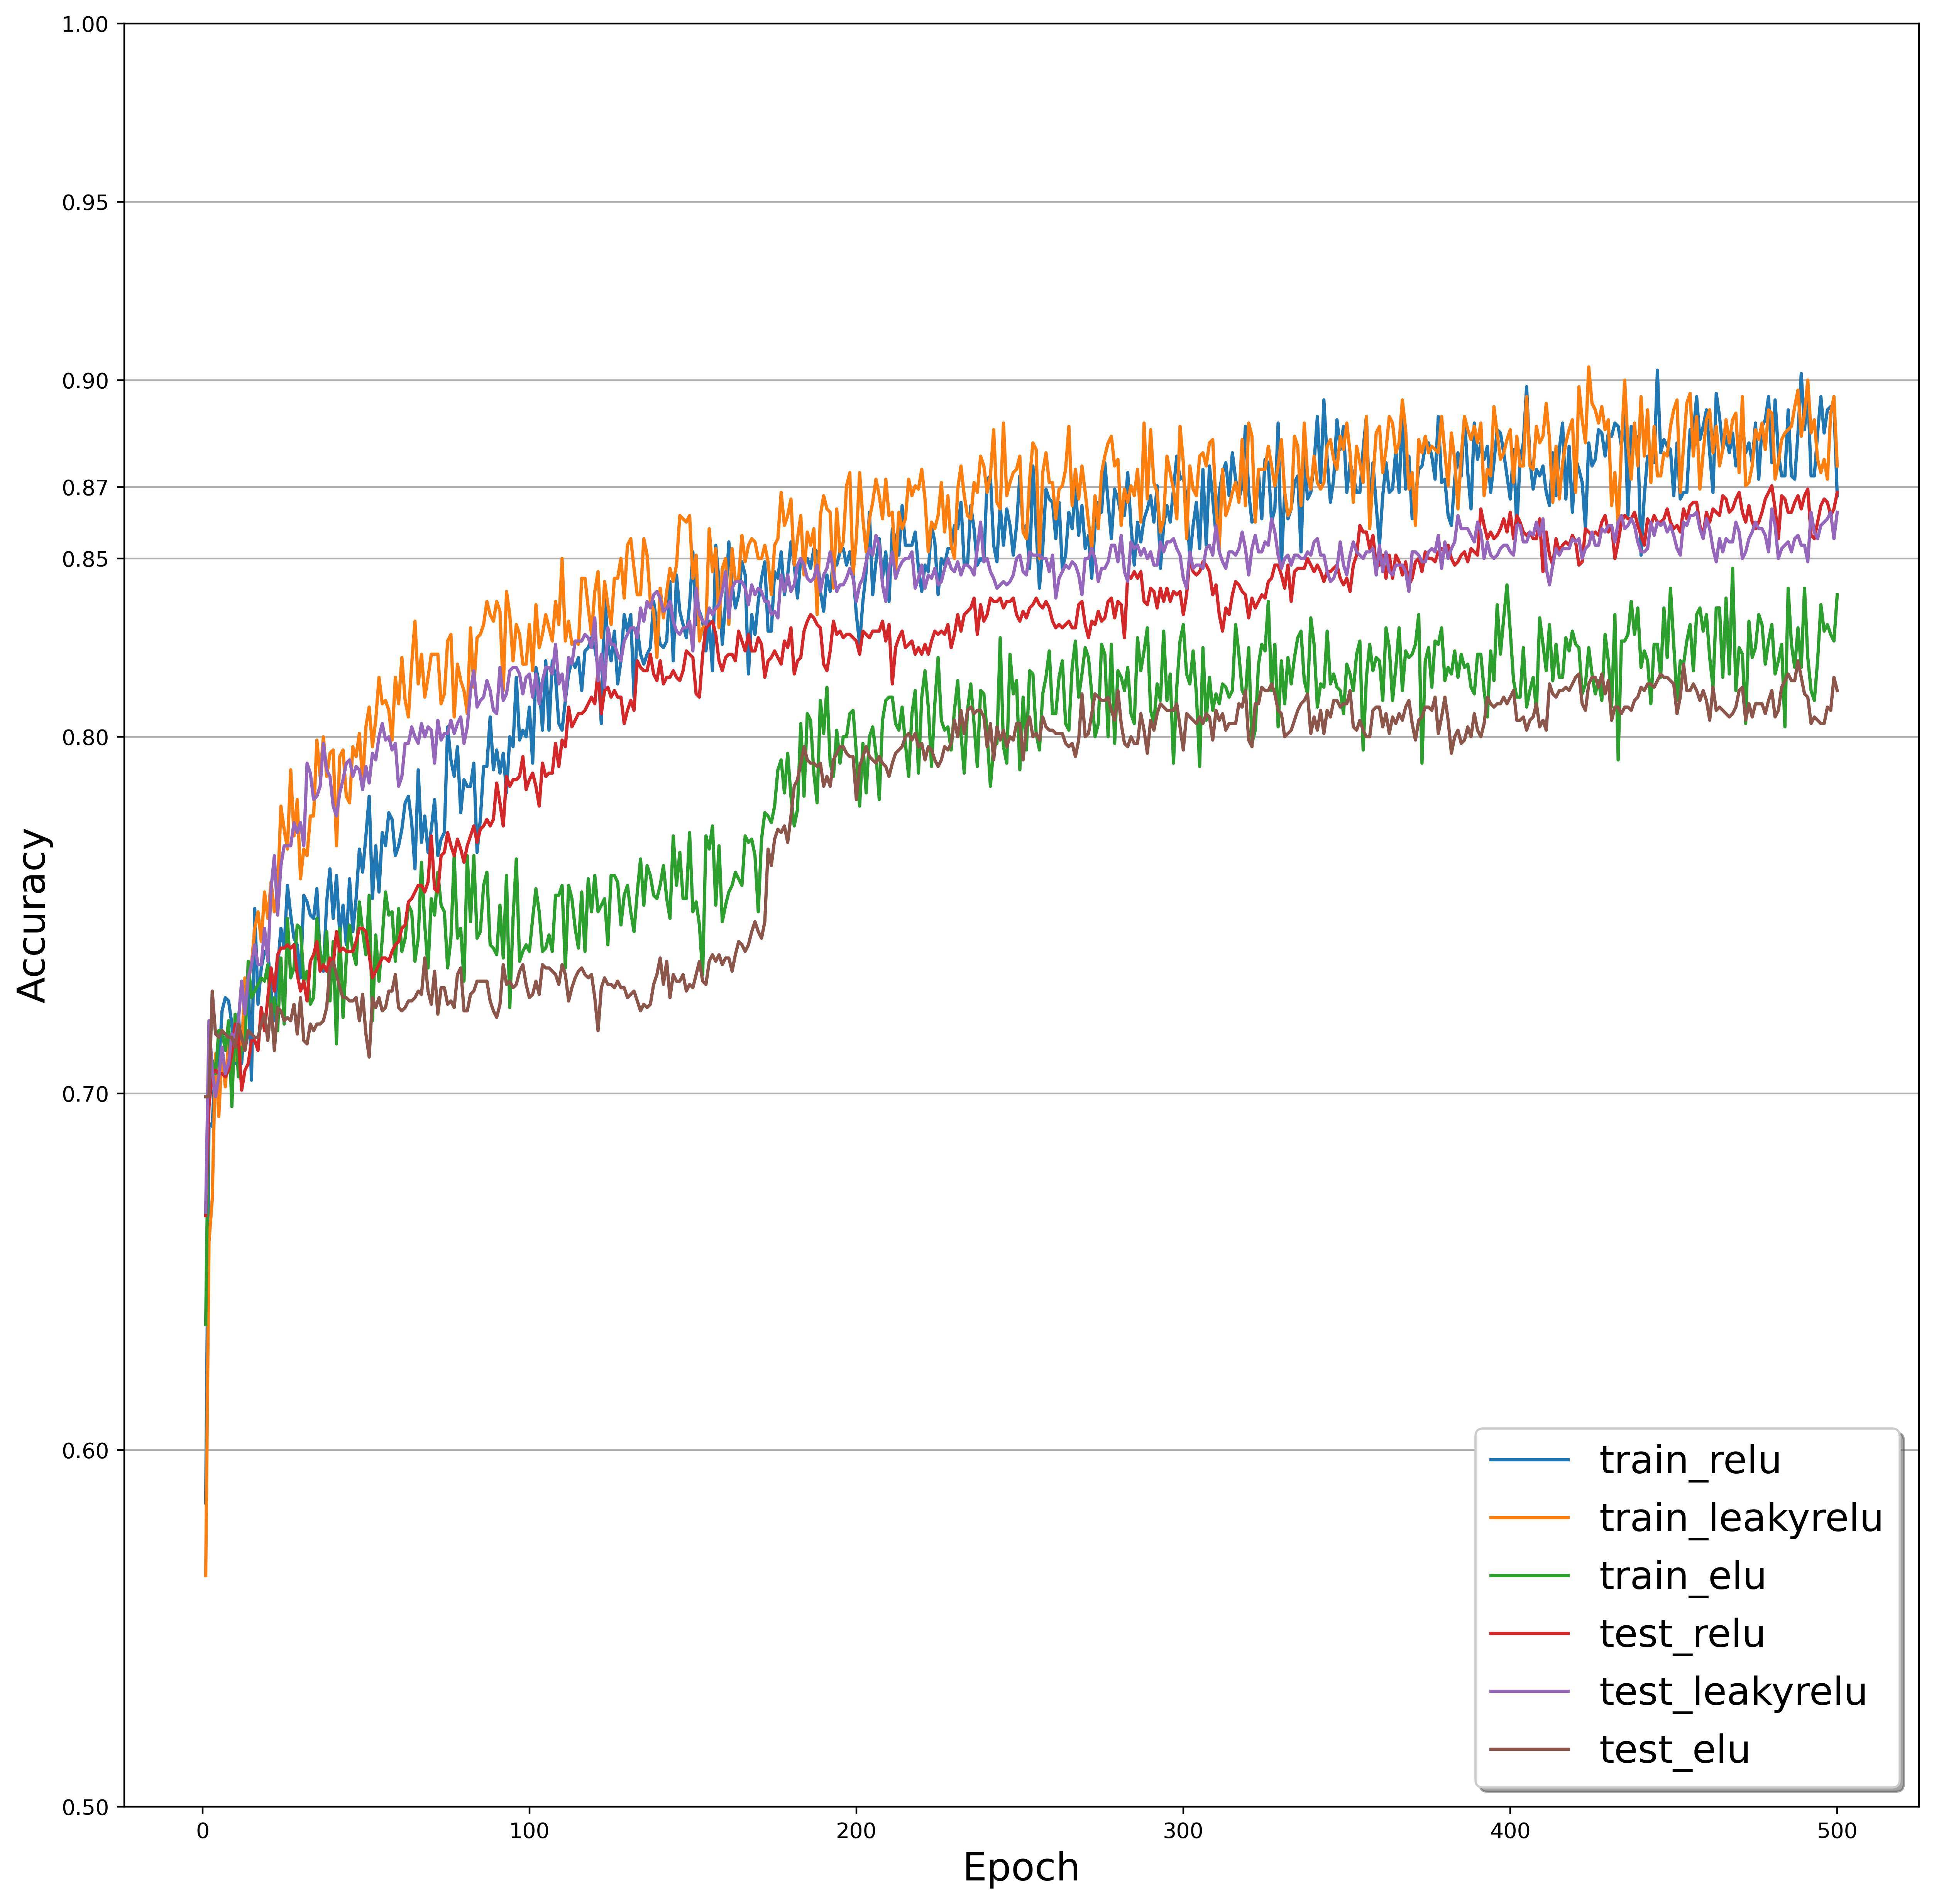 1.00
0.95
0.90
0.87
0.85
0.80
0.70
0.60
0.50
Accuracy
0
100
200
300
400
500
Epoch
train_relu
train_leakyrelu
train_elu
test_relu
test_leakyrelu
test_elu